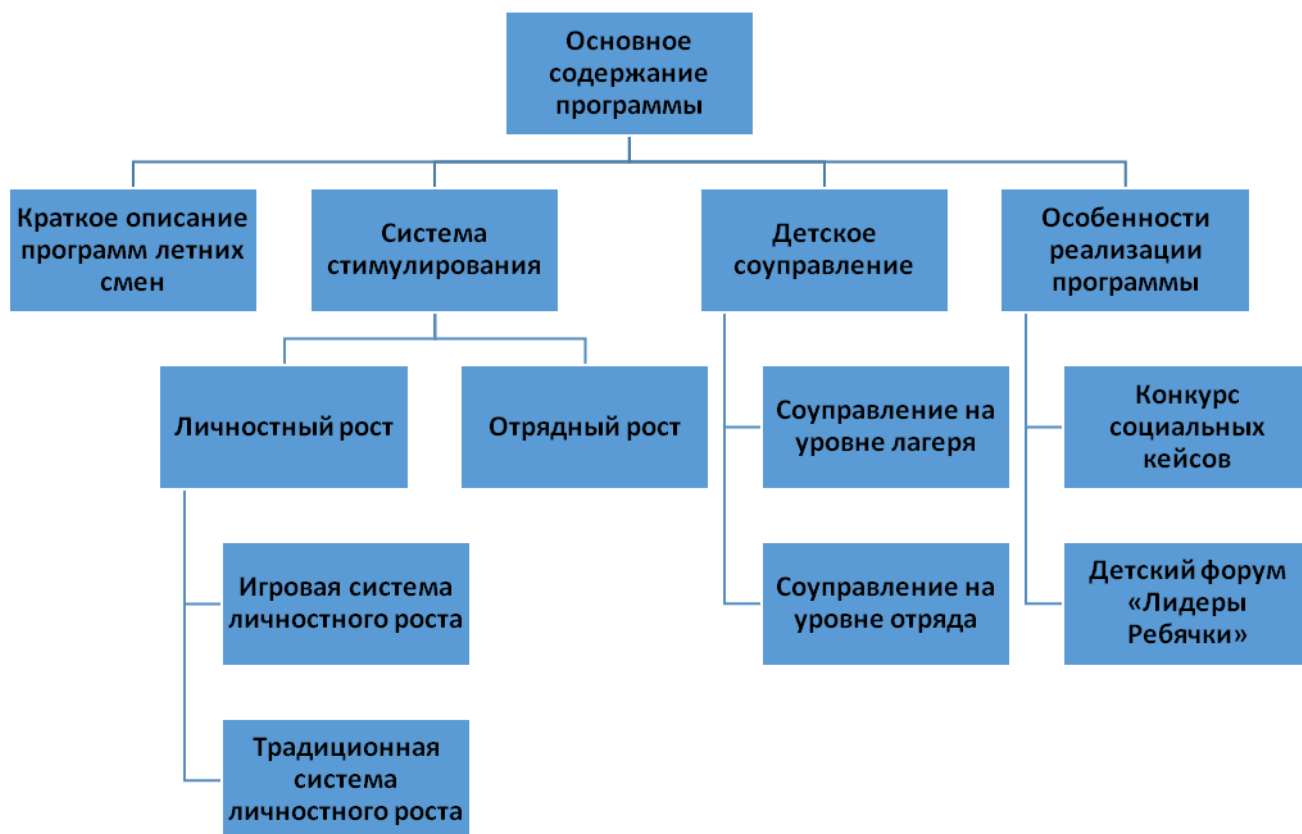 Основное
содержание
программы
Краткое описание
программ летних
смен
Система
стимулирования
Детское
соуправление
Особенности
реализации
программы
Личностный рост
Отрядный рост
Соуправление на
уровне лагеря
Конкурс
социальных
кейсов
Игровая система
личностного роста
Соуправление на
уровне отряда
Детский форум
«Лидеры
Ребячки»
Традиционная
система
личностного роста